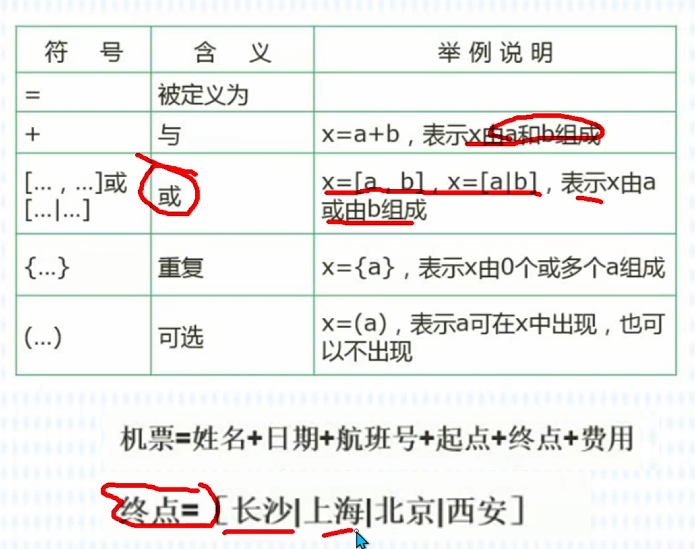 符 号 含 义 举 例 说 明
= 被定义为
+ 与 x=a+b，表示x由a和b组成
[…，…]或 或 x=[a，b]，x=[a|b]，表示x由a
[…|…] 或由b组成
{…} 重复 x={a}，表示x由0个或多个a组成
(…) 可选 x=(a)，表示a可在x中出现，也可
以不出现
机票=姓名+日期+航班号+起点+终点+费用
终点=［长沙|上海|北京|西安］